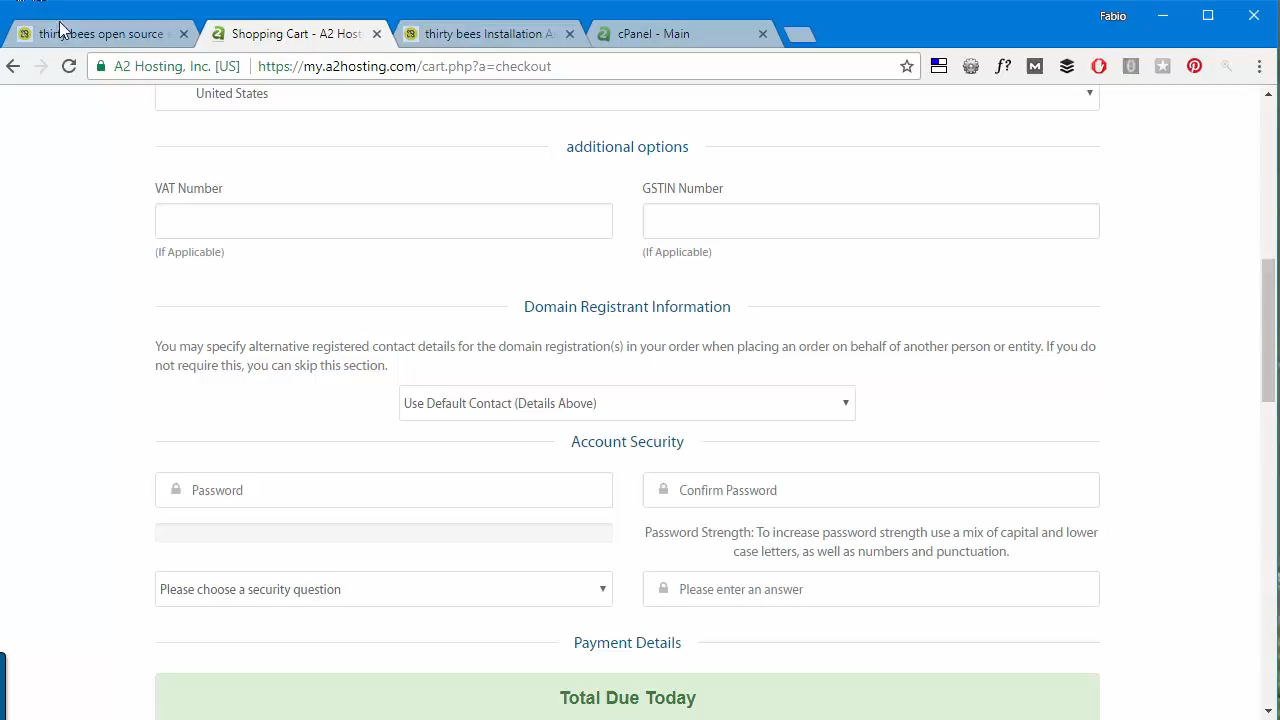 Fabio
bees open source
Shopping Cart - A2 Host
thirty bees Installation
cPanel - Main
A2 Hosting, Inc. [US]
https://my.a2hosting.com/cart.php?a=checkout
United States
additional options
VAT Number
GSTIN Number
(If Applicable)
(If Applicable)
Domain Registrant Information
You may specify alternative registered contact details for the domain registration(s) in your order when placing an order on behalf of another person or entity. If you do
not require this, you can skip this section.
Use Default Contact (Details Above)
Account Security
Password
Confirm Password
Password Strength: To increase password strength use a mix of capital and lower
case letters, as well as numbers and punctuation.
Please choose a security question
Please enter an answer
Payment Details
Total Due Today